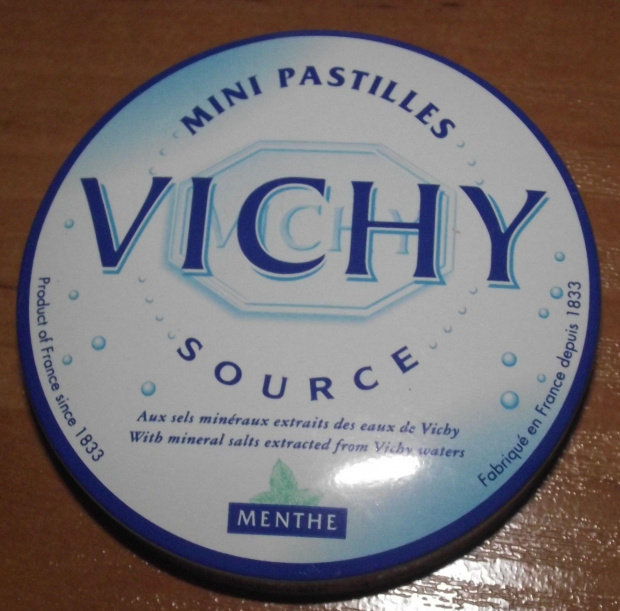 MINI PASTILLES
VICHY
VICHY
SOURCE
Product of France since 1833
Fabriqué en France depuis 1833
Aux sels minéraux extraits des eaux de Vichy
With mineral salts extracted from Vichy waters
MENTHE